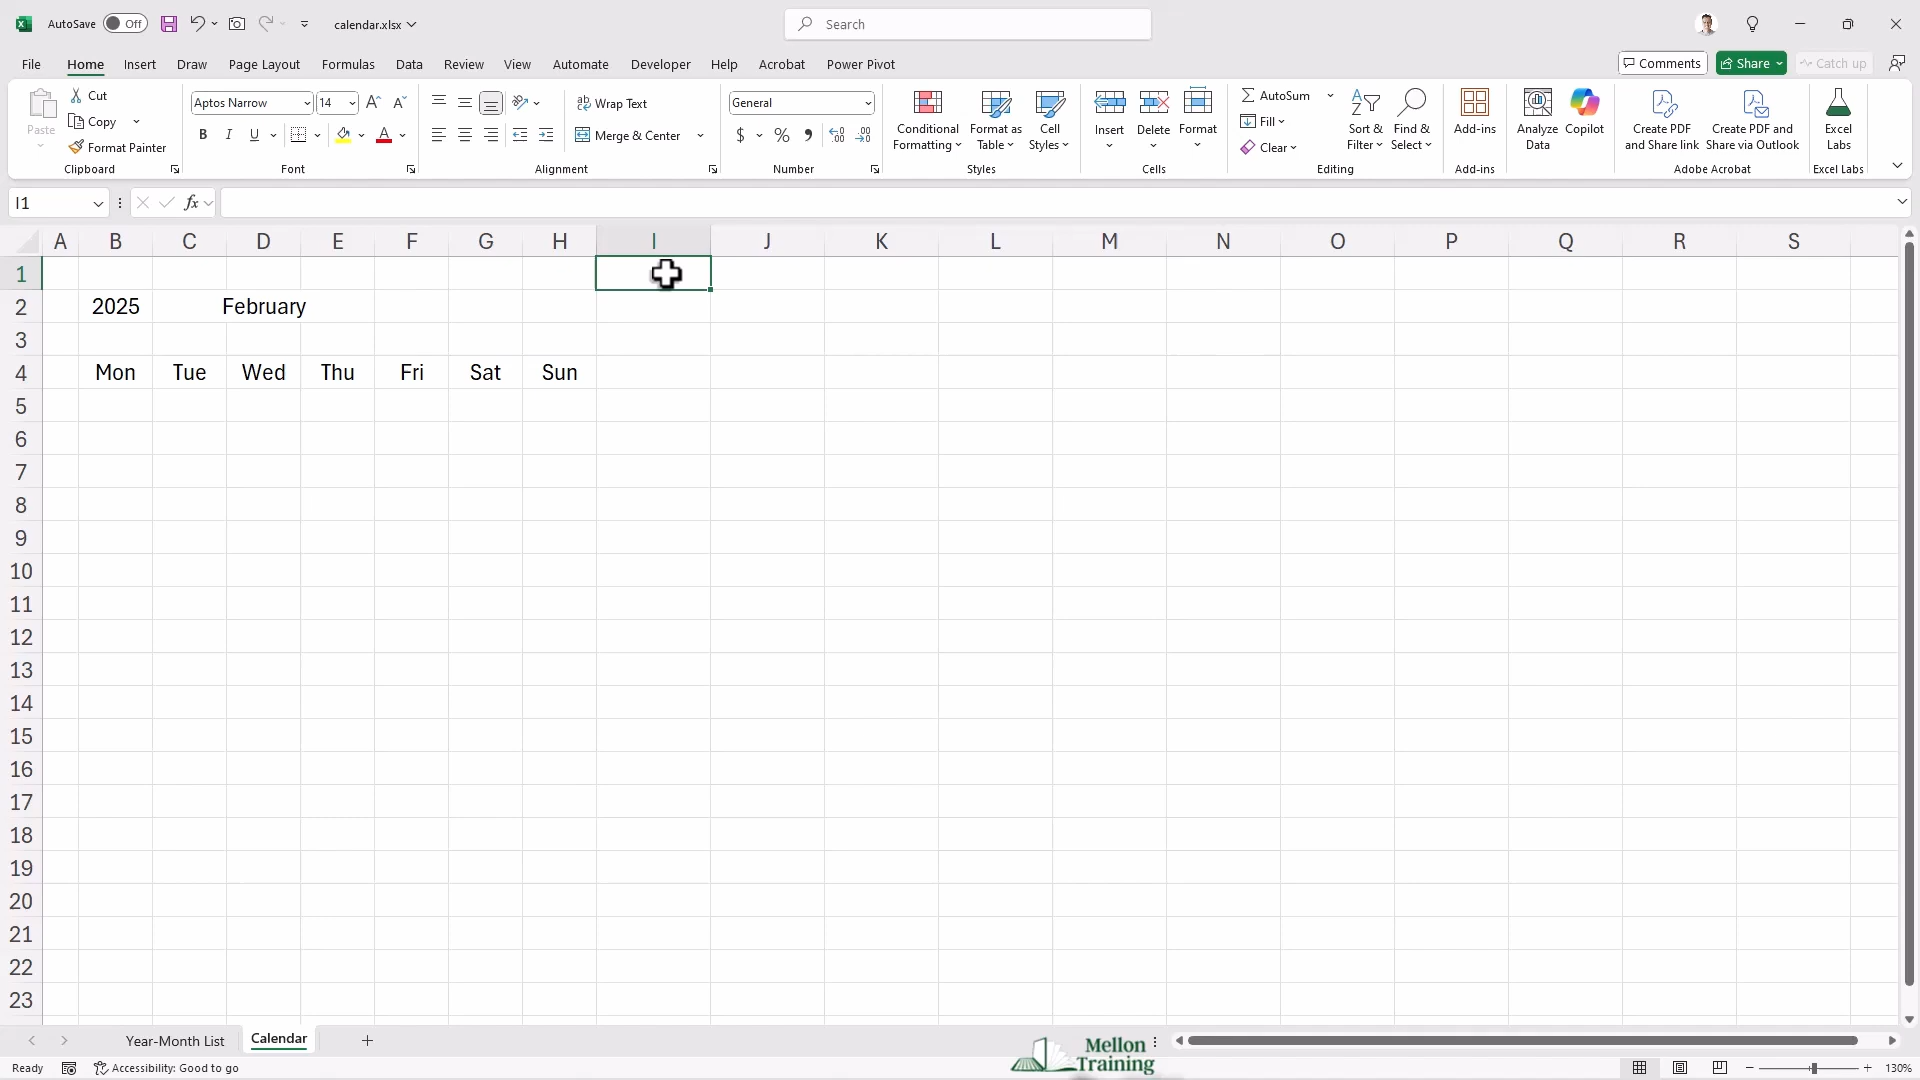 AutoSave Off calendar.xlsx Search
File Home Insert Draw Page Layout Formulas Data Review View Automate Developer Help Acrobat Power Pivot Comments Share Catch up
Paste Cut Copy Format Painter Clipboard
Aptos Narrow 14 B I U A Font
ab Wrap Text Merge & Center Alignment
General $ % 9 .00 Number
Conditional Formatting Format as Table Cell Styles Styles
Insert Delete Format Cells
AutoSum Fill Clear Sort & Filter Find & Select Editing
Add-ins Add-ins
Analyze Data Copilot
Create PDF and Share link Create PDF and Share via Outlook Adobe Acrobat
Excel Labs Excel Labs
I1 fx
A B C D E F G H I J K L M N O P Q R S
1
2 2025 February
3
4 Mon Tue Wed Thu Fri Sat Sun
5
6
7
8
9
10
11
12
13
14
15
16
17
18
19
20
21
22
23
Year-Month List Calendar +
Mellon Training
Ready Accessibility: Good to go 130%